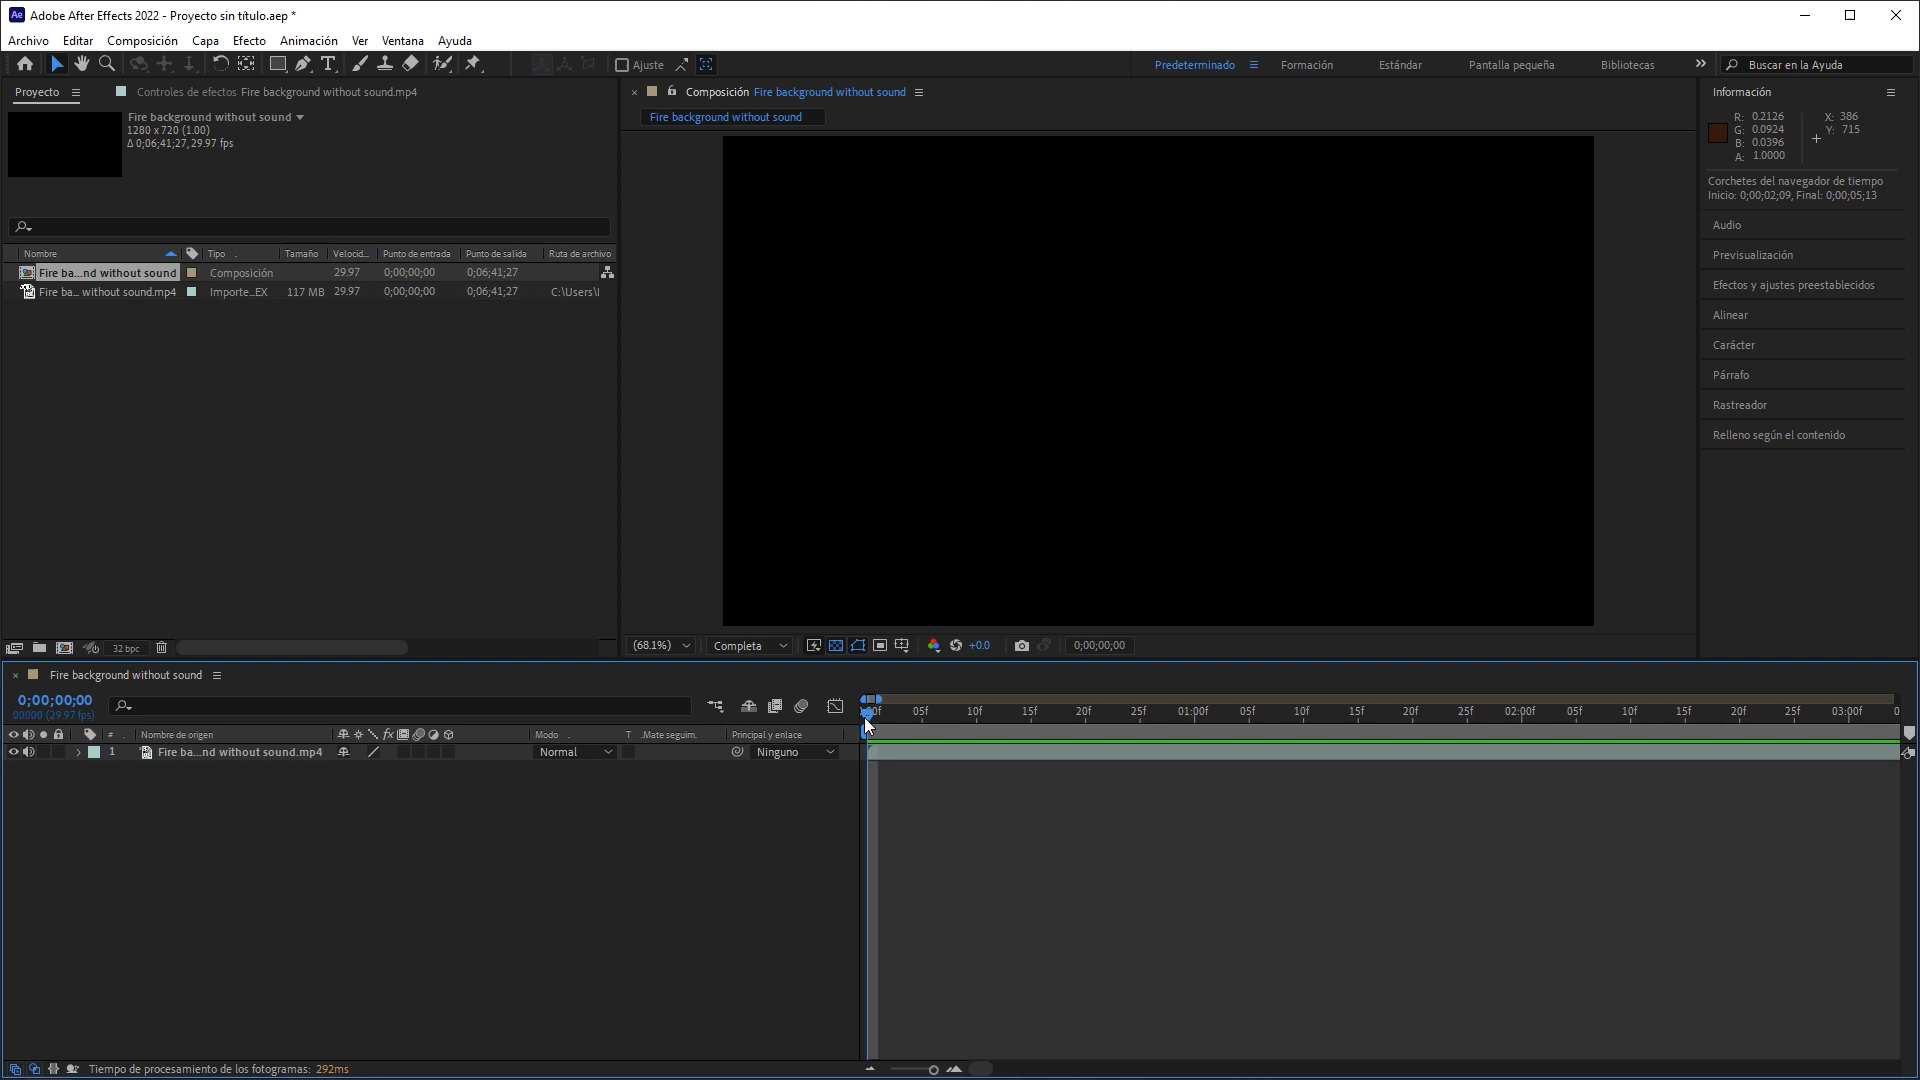 Adobe After Effects 2022 - Proyecto sin título.aep *
Archivo Editar Composición Capa Efecto Animación Ver Ventana Ayuda
Ajuste
Predeterminado Formación Estándar Pantalla pequeña Bibliotecas Buscar en la Ayuda
Proyecto Controles de efectos Fire background without sound.mp4
Fire background without sound
1280 x 720 (1.00)
Δ 0;06;41;27, 29.97 fps
Nombre Tipo Tamaño Velocid... Punto de entrada Punto de salida Ruta de archivo
Fire ba...nd without sound Composición 29.97 0;00;00;00 0;06;41;27
Fire ba... without sound.mp4 Importe...EX 117 MB 29.97 0;00;00;00 0;06;41;27 C:\Users\
32 bpc
Composición Fire background without sound
Fire background without sound
(68.1%) Completa +0.0 0;00;00;00
Información
R: 0.2126
G: 0.0924
B: 0.0396
A: 1.0000
X: 386
Y: 715
Corchetes del navegador de tiempo
Inicio: 0;00;02;09, Final: 0;00;05;13
Audio
Previsualización
Efectos y ajustes preestablecidos
Alinear
Carácter
Párrafo
Rastreador
Relleno según el contenido
Fire background without sound
0;00;00;00
00000 (29.97 fps)
05f 10f 15f 20f 25f 01:00f 05f 10f 15f 20f 25f 02:00f 05f 10f 15f 20f 25f 03:00f 0
# Nombre de origen fx Modo T .Mate seguim. Principal y enlace
1 Fire ba...nd without sound.mp4 Normal Ninguno
Tiempo de procesamiento de los fotogramas: 292ms